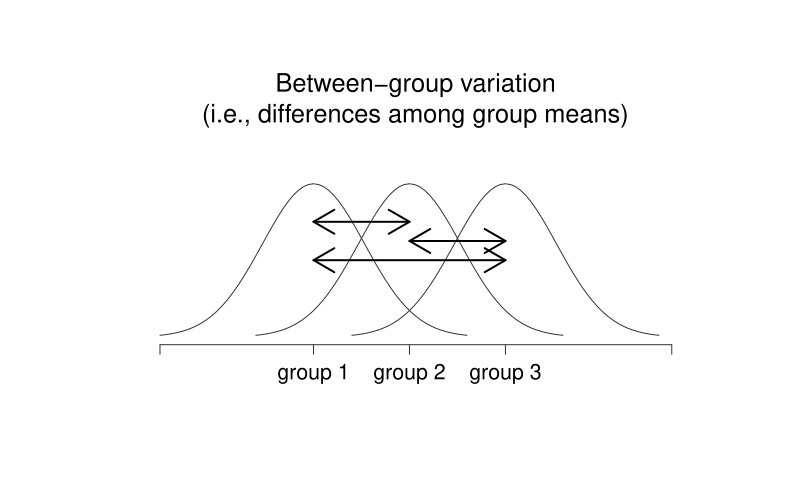 Between−group variation
(i.e., differences among group means)
group 1 group 2 group 3